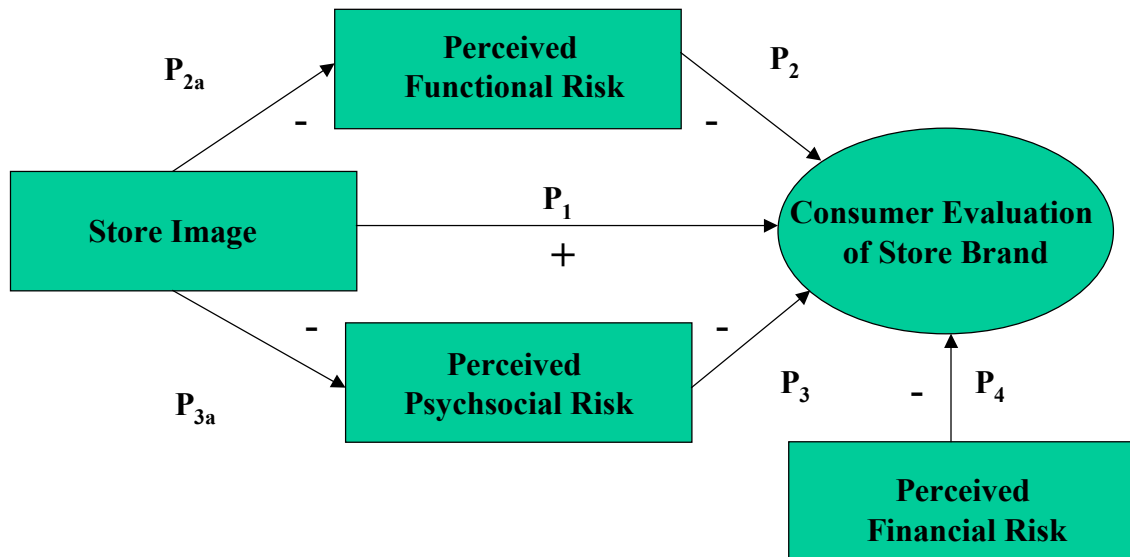 Perceived
Functional Risk
P2a
P2
-
-
Store Image
P1
+
Consumer Evaluation
of Store Brand
-
-
Perceived
Psychsocial Risk
P3a
P3
-
P4
Perceived
Financial Risk